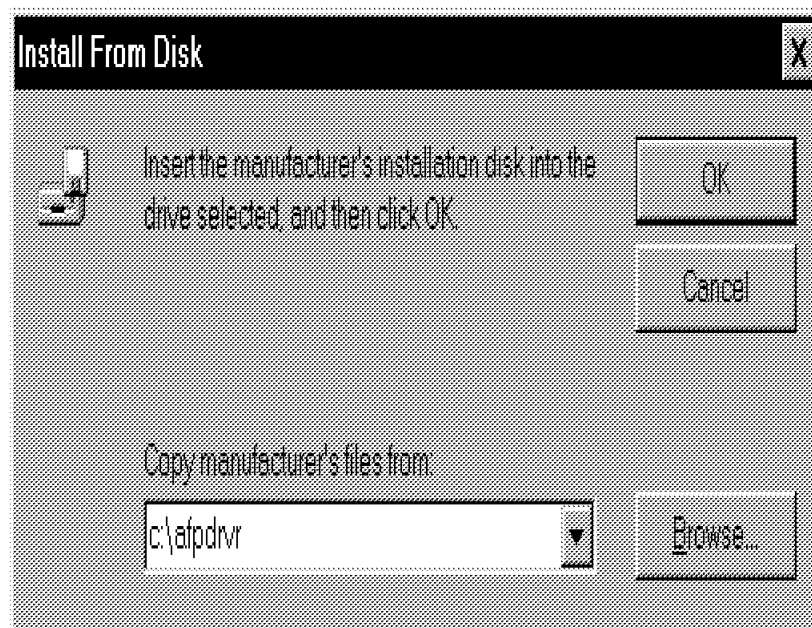 Install From Disk
X
Insert the manufacturer's installation disk into the
drive selected, and then click OK.
OK
Cancel
Copy manufacturer's files from:
c:\afpdrvr
Browse...